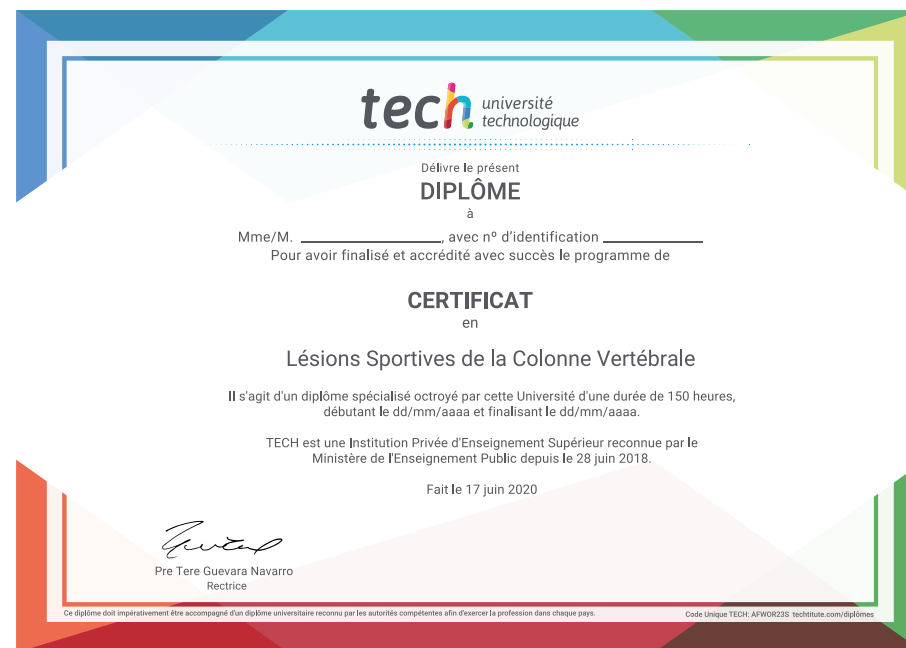 tech université
technologique
Délivre le présent
DIPLÔME
à
Mme/M. ____________________, avec nº d'identification ______________
Pour avoir finalisé et accrédité avec succès le programme de
CERTIFICAT
en
Lésions Sportives de la Colonne Vertébrale
Il s'agit d'un diplôme spécialisé octroyé par cette Université d'une durée de 150 heures,
débutant le dd/mm/aaaa et finalisant le dd/mm/aaaa.
TECH est une Institution Privée d'Enseignement Supérieur reconnue par le
Ministère de l'Enseignement Public depuis le 28 juin 2018.
Fait le 17 juin 2020
Pre Tere Guevara Navarro
Rectrice
Ce diplôme doit impérativement être accompagné d'un diplôme universitaire reconnu par les autorités compétentes afin d'exercer la profession dans chaque pays.
Code Unique TECH: AFWOR23S techtitute.com/diplômes